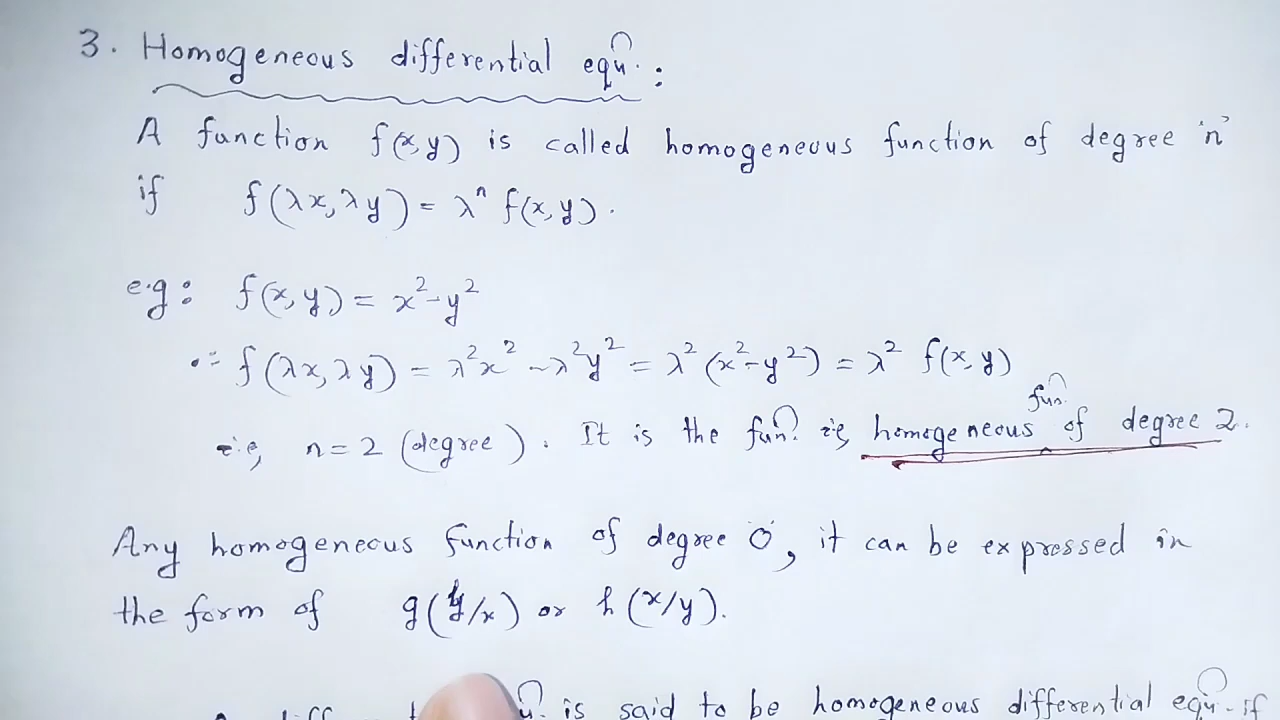 3. Homogeneous differential equn. :
A function f(x,y) is called homogeneous function of degree 'n'
if f(λx, λy) = λⁿ f(x,y).
e.g: f(x,y) = x² - y²
∴ f(λx, λy) = λ²x² - λ²y² = λ²(x² - y²) = λ² f(x,y)
i.e, n = 2 (degree). It is the fun. ie, homogeneous fun. of degree 2.
Any homogeneous function of degree '0', it can be expressed in
the form of g(y/x) or h(x/y).
is said to be homogeneous differential equn. if